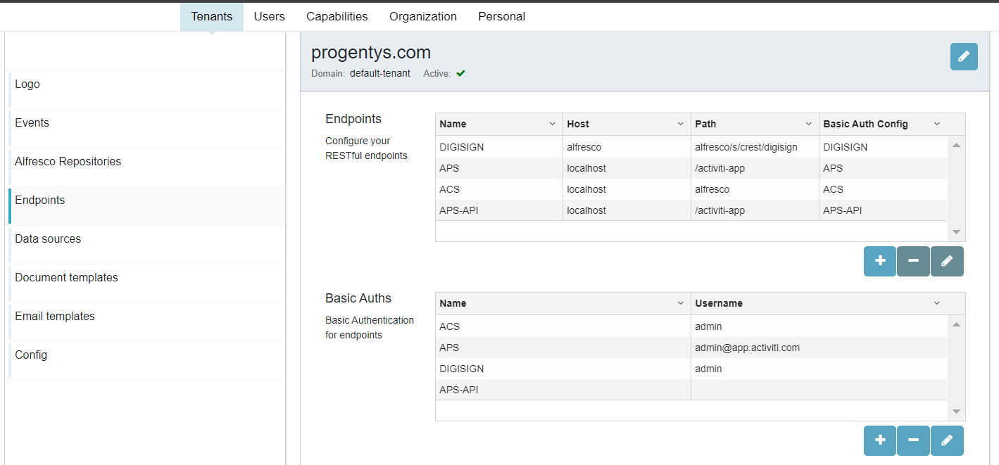 Tenants Users Capabilities Organization Personal
Logo
Events
Alfresco Repositories
Endpoints
Data sources
Document templates
Email templates
Config
progentys.com
Domain: default-tenant Active:
Endpoints
Configure your
RESTful endpoints
Name Host Path Basic Auth Config
DIGISIGN alfresco alfresco/s/crest/digisign DIGISIGN
APS localhost /activiti-app APS
ACS localhost alfresco ACS
APS-API localhost /activiti-app APS-API
Basic Auths
Basic Authentication
for endpoints
Name Username
ACS admin
APS admin@app.activiti.com
DIGISIGN admin
APS-API